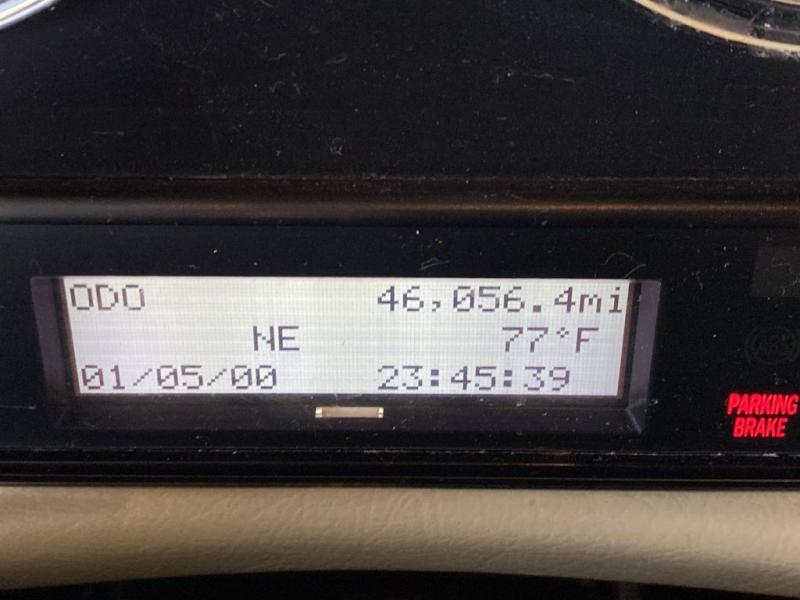 ODO 46,056.4mi
NE 77°F
01/05/00 23:45:39
PARKING
BRAKE